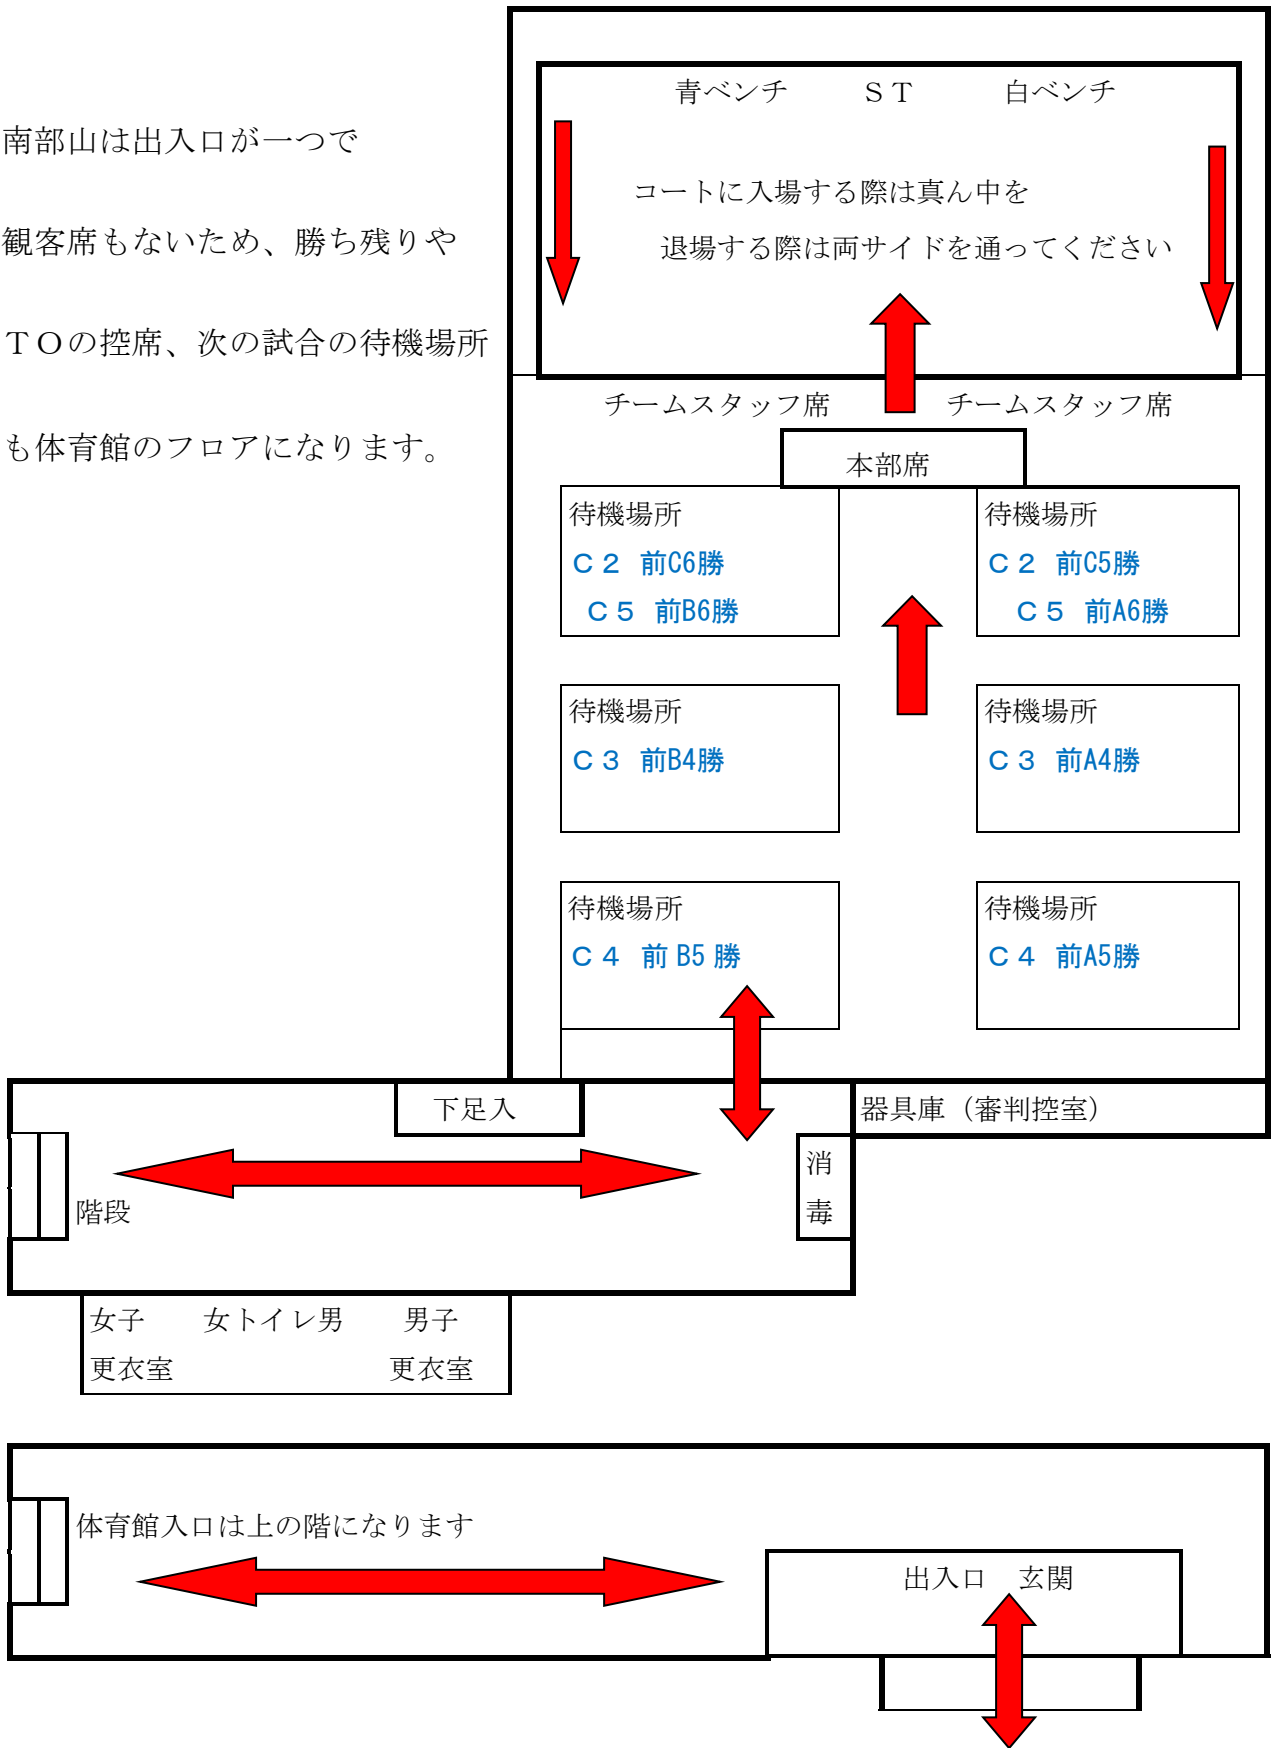 青ベンチ　ＳＴ　白ベンチ
南部山は出入口が一つで
コートに入場する際は真ん中を
観客席もないため、勝ち残りや
退場する際は両サイドを通ってください
ＴＯの控席、次の試合の待機場所
チームスタッフ席　チームスタッフ席
も体育館のフロアになります。
本部席
待機場所
Ｃ２ 前C6勝
Ｃ５ 前B6勝
待機場所
Ｃ２ 前C5勝
Ｃ５ 前A6勝
待機場所
Ｃ３ 前B4勝
待機場所
Ｃ３ 前A4勝
待機場所
Ｃ４ 前 B5 勝
待機場所
Ｃ４ 前A5勝
下足入
器具庫（審判控室）
消
毒
階段
女子　女トイレ男　男子
更衣室　更衣室
体育館入口は上の階になります
出入口　玄関